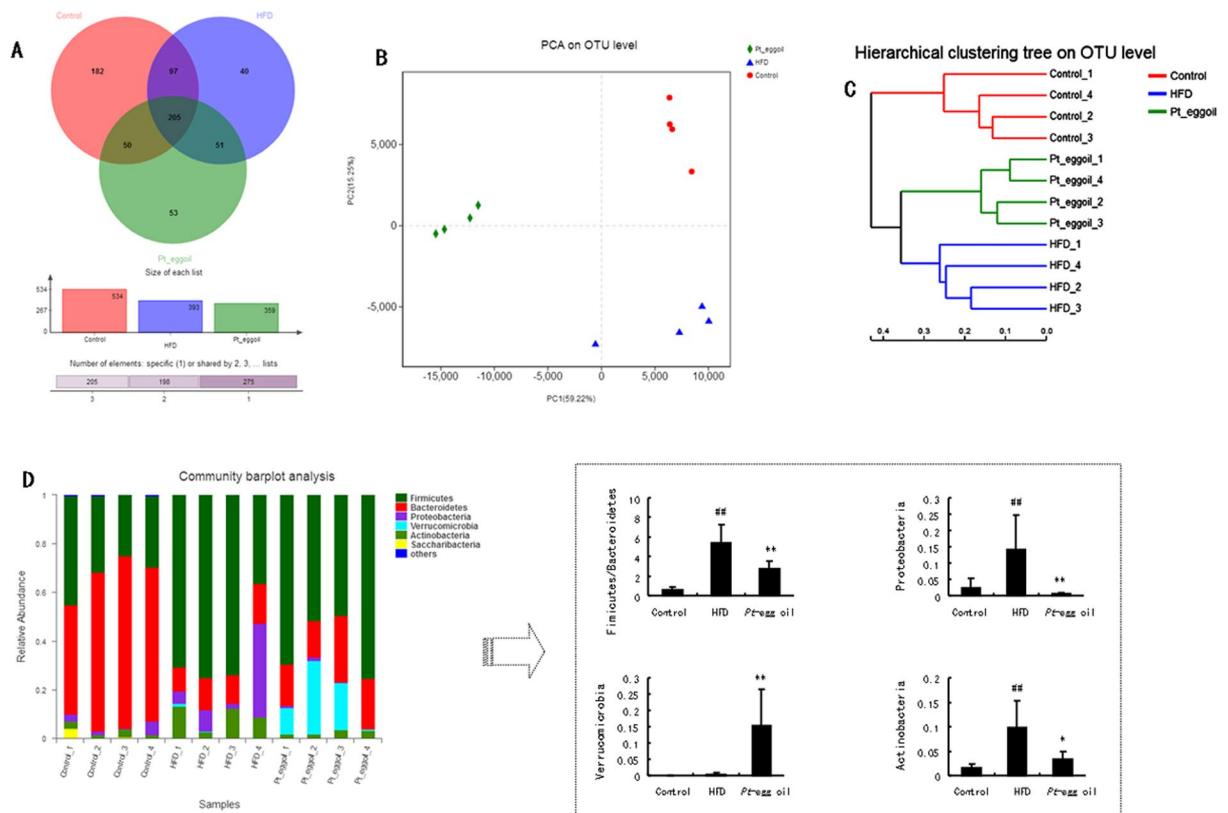 A
Control
HFD
182
97
40
205
50
51
53
Pt_eggoil
Size of each list
534
267
0
534
393
359
Control
HFD
Pt_eggoil
Number of elements: specific (1) or shared by 2, 3, ... lists
205
198
275
3
2
1
B
PCA on OTU level
Pt_eggoil
HFD
Control
PC2(15.25%)
5,000
0
-5,000
-15,000
-10,000
-5,000
0
5,000
10,000
PC1(59.22%)
Hierarchical clustering tree on OTU level
C
Control
HFD
Pt_eggoil
Control_1
Control_4
Control_2
Control_3
Pt_eggoil_1
Pt_eggoil_4
Pt_eggoil_2
Pt_eggoil_3
HFD_1
HFD_4
HFD_2
HFD_3
0.4
0.3
0.2
0.1
0.0
D
Community barplot analysis
Relative Abundance
1
0.8
0.6
0.4
0.2
0
Control_1
Control_2
Control_3
Control_4
HFD_1
HFD_2
HFD_3
HFD_4
Pt_eggoil_1
Pt_eggoil_2
Pt_eggoil_3
Pt_eggoil_4
Samples
Firmicutes
Bacteroidetes
Proteobacteria
Verrucomicrobia
Actinobacteria
Saccharibacteria
others
Fimicutes/Bacteroidetes
10
8
6
4
2
0
##
**
Control
HFD
Pt-egg oil
Proteobacteria
0.3
0.25
0.2
0.15
0.1
0.05
0
##
**
Control
HFD
Pt-egg oil
Verrucomicrobia
0.3
0.25
0.2
0.15
0.1
0.05
0
**
Control
HFD
Pt-egg oil
Actinobacteria
0.2
0.15
0.1
0.05
0
##
*
Control
HFD
Pt-egg oil